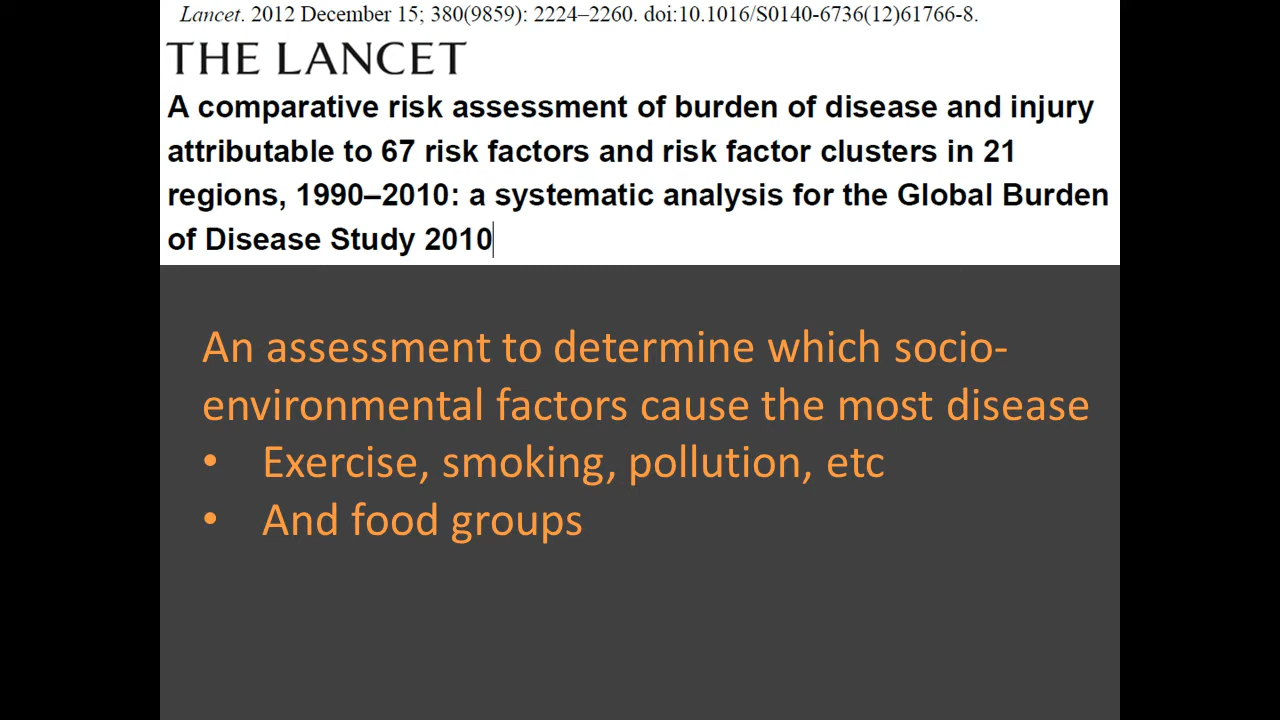 Lancet. 2012 December 15; 380(9859): 2224–2260. doi:10.1016/S0140-6736(12)61766-8.
THE LANCET
A comparative risk assessment of burden of disease and injury
attributable to 67 risk factors and risk factor clusters in 21
regions, 1990–2010: a systematic analysis for the Global Burden
of Disease Study 2010
An assessment to determine which socio-
environmental factors cause the most disease
• Exercise, smoking, pollution, etc
• And food groups